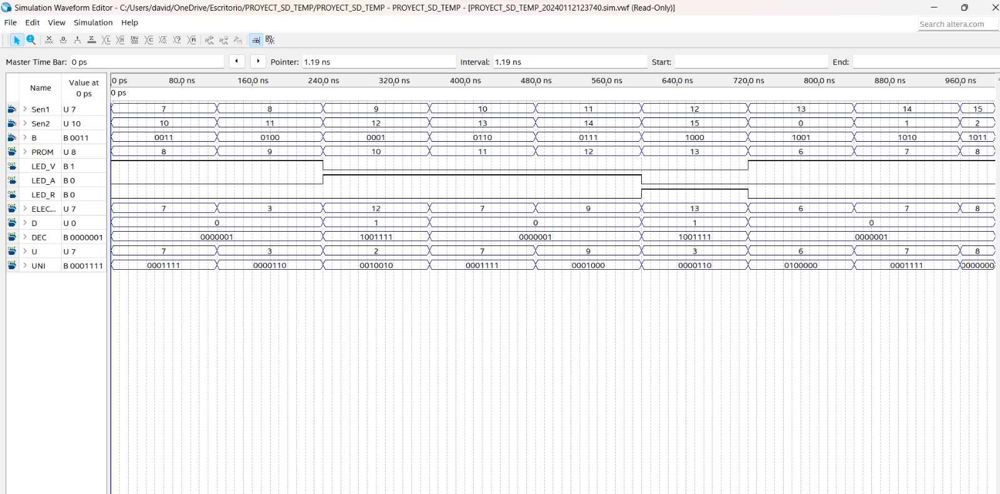 Simulation Waveform Editor - C:/Users/david/OneDrive/Escritorio/PROYECT_SD_TEMP/PROYECT_SD_TEMP - PROYECT_SD_TEMP - [PROYECT_SD_TEMP_20240112123740.sim.vwf (Read-Only)]
File Edit View Simulation Help
Search altera.com
Master Time Bar: 0 ps Pointer: 1.19 ns Interval: 1.19 ns Start: End:
Name Value at 0 ps
0 ps 80,0 ns 160,0 ns 240,0 ns 320,0 ns 400,0 ns 480,0 ns 560,0 ns 640,0 ns 720,0 ns 800,0 ns 880,0 ns 960,0 ns
0 ps
Sen1 U 7 7 8 9 10 11 12 13 14 15
Sen2 U 10 10 11 12 13 14 15 0 1 2
B B 0011 0011 0100 0001 0110 0111 1000 1001 1010 1011
PROM U 8 8 9 10 11 12 13 6 7 8
LED_V B 1
LED_A B 0
LED_R B 0
ELEC... U 7 7 3 12 7 9 13 6 7 8
D U 0 0 1 0 1 0
DEC B 0000001 0000001 1001111 0000001 1001111 0000001
U U 7 7 3 2 7 9 3 6 7 8
UNI B 0001111 0001111 0000110 0010010 0001111 0001000 0000110 0100000 0001111 0000000